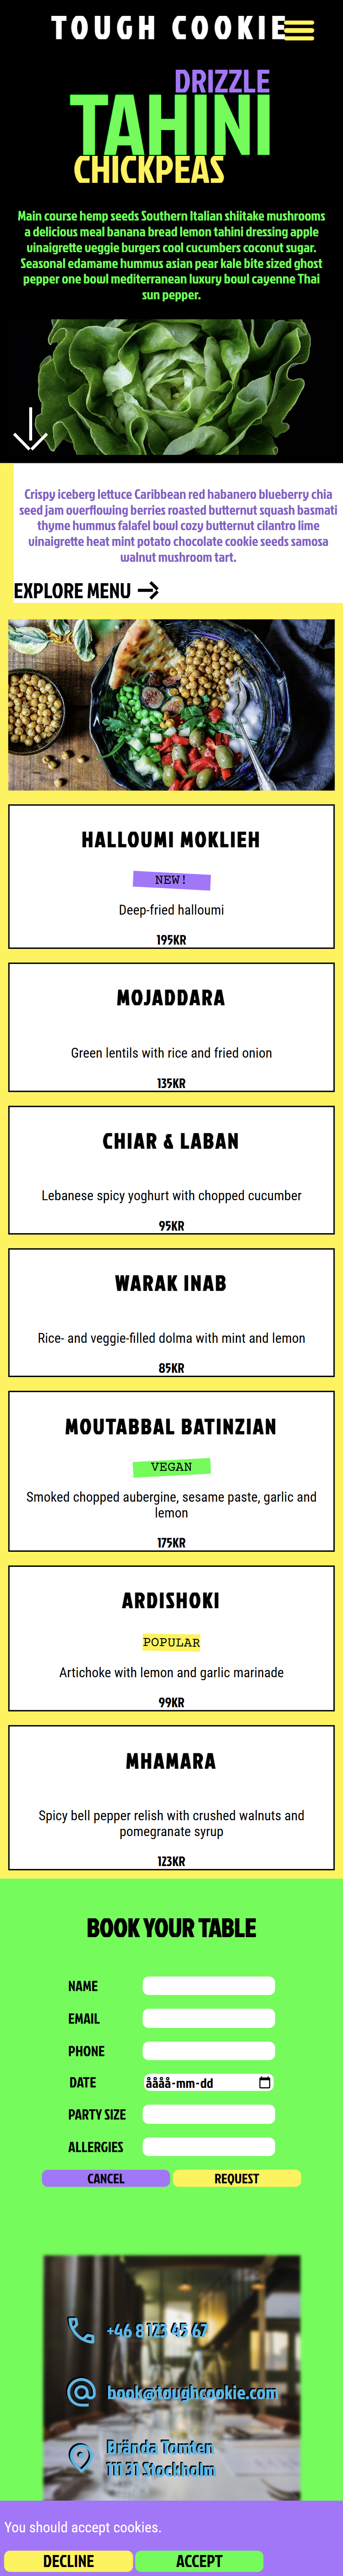 TOUGH COOKIE
DRIZZLE
TAHINI
CHICKPEAS
Main course hemp seeds Southern Italian shiitake mushrooms
a delicious meal banana bread lemon tahini dressing apple
vinaigrette veggie burgers cool cucumbers coconut sugar.
Seasonal edamame hummus asian pear kale bite sized ghost
pepper one bowl mediterranean luxury bowl cayenne Thai
sun pepper.
Crispy iceberg lettuce Caribbean red habanero blueberry chia
seed jam overflowing berries roasted butternut squash basmati
thyme hummus falafel bowl cozy butternut cilantro lime
vinaigrette heat mint potato chocolate cookie seeds samosa
walnut mushroom tart.
EXPLORE MENU
HALLOUMI MOKLIEH
NEW!
Deep-fried halloumi
195KR
MOJADDARA
Green lentils with rice and fried onion
135KR
CHIAR & LABAN
Lebanese spicy yoghurt with chopped cucumber
95KR
WARAK INAB
Rice- and veggie-filled dolma with mint and lemon
85KR
MOUTABBAL BATINZIAN
VEGAN
Smoked chopped aubergine, sesame paste, garlic and
lemon
175KR
ARDISHOKI
POPULAR
Artichoke with lemon and garlic marinade
99KR
MHAMARA
Spicy bell pepper relish with crushed walnuts and
pomegranate syrup
123KR
BOOK YOUR TABLE
NAME
EMAIL
PHONE
DATE åååå-mm-dd
PARTY SIZE
ALLERGIES
CANCEL REQUEST
+46 8 123 45 67
book@toughcookie.com
Brända Tomten
111 31 Stockholm
You should accept cookies.
DECLINE ACCEPT